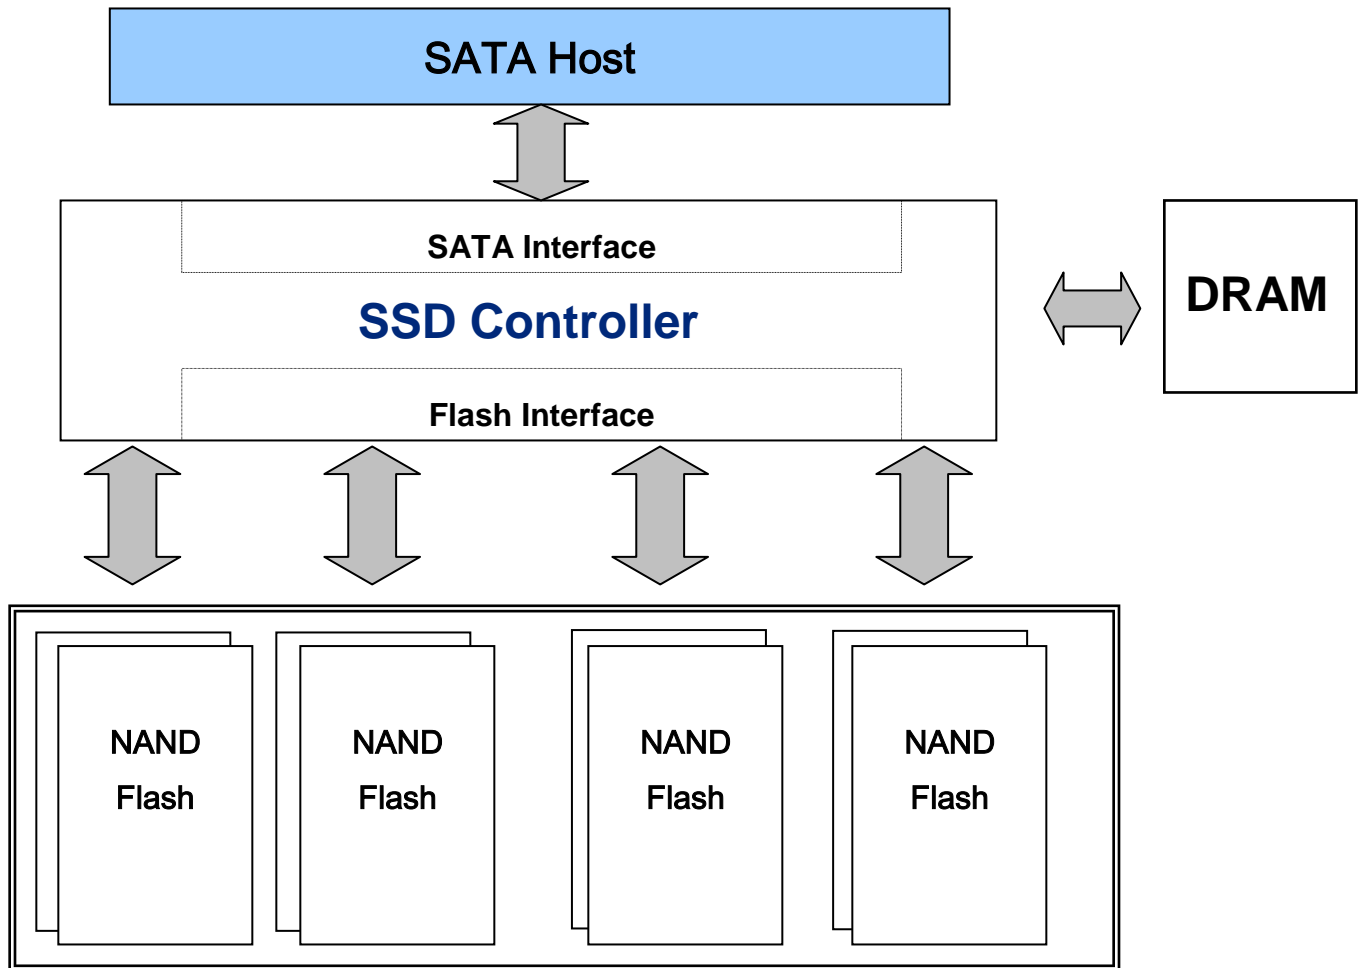 SATA Host
SATA Interface
SSD Controller
DRAM
Flash Interface
NAND
Flash
NAND
Flash
NAND
Flash
NAND
Flash